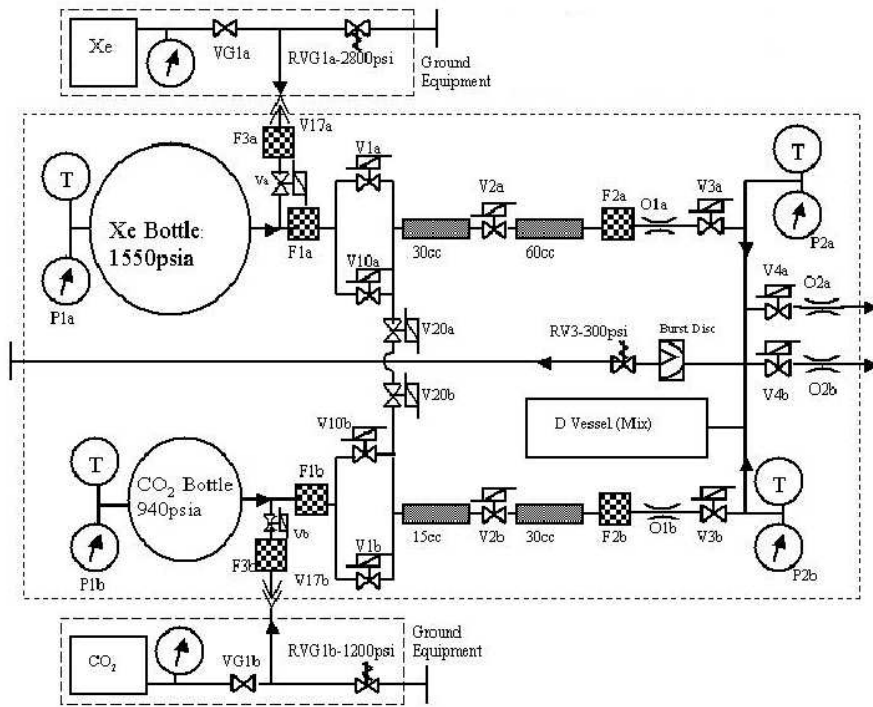 Xe
VG1a
RVG1a-2800psi
Ground
Equipment
F3a
V17a
Va
T
Xe Bottle:
1550psia
P1a
F1a
V1a
V10a
30cc
V2a
60cc
F2a
O1a
V3a
T
P2a
V4a
O2a
V20a
RV3-300psi
Burst Disc
V20b
V4b
O2b
D Vessel (Mix)
V10b
T
CO₂ Bottle
940psia
P1b
F1b
Vb
F3b
V17b
V1b
15cc
V2b
30cc
F2b
O1b
V3b
T
P2b
CO₂
VG1b
RVG1b-1200psi
Ground
Equipment